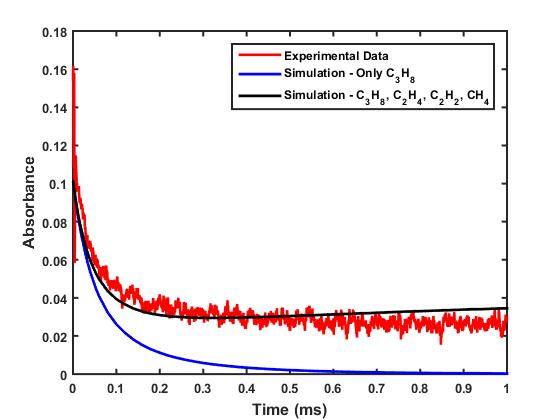 0.18
0.16
0.14
0.12
0.1
0.08
0.06
0.04
0.02
0
Absorbance
Experimental Data
Simulation - Only C3H8
Simulation - C3H8, C2H4, C2H2, CH4
0 0.1 0.2 0.3 0.4 0.5 0.6 0.7 0.8 0.9 1
Time (ms)